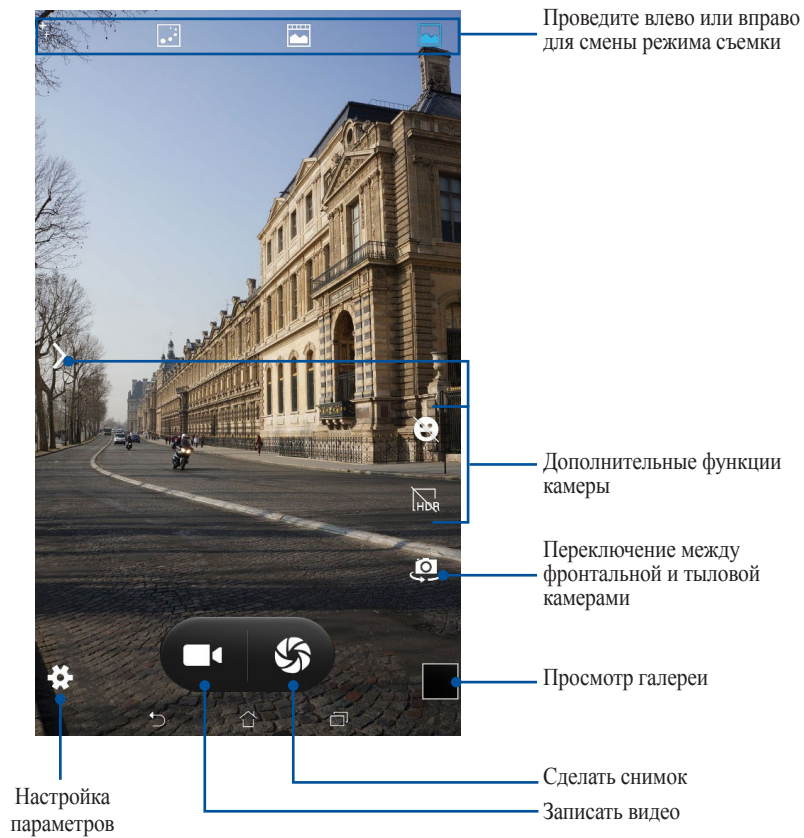 Проведите влево или вправо
для смены режима съемки
HDR
Дополнительные функции
камеры
Переключение между
фронтальной и тыловой
камерами
Просмотр галереи
Сделать снимок
Записать видео
Настройка
параметров